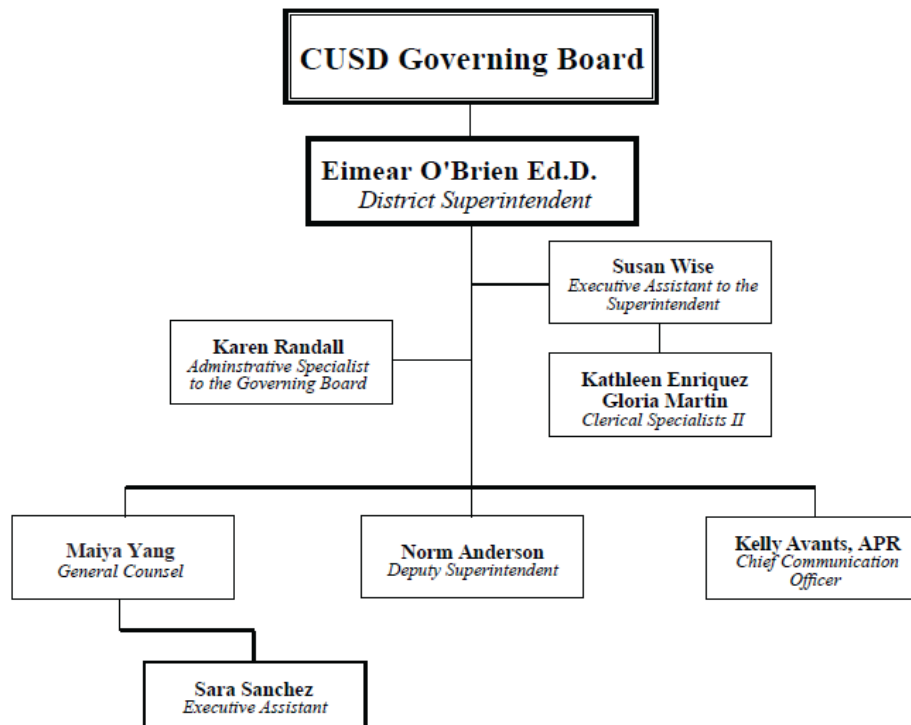 CUSD Governing Board
Eimear O'Brien Ed.D.
District Superintendent
Susan Wise
Executive Assistant to the
Superintendent
Karen Randall
Adminstrative Specialist
to the Governing Board
Kathleen Enriquez
Gloria Martin
Clerical Specialists II
Maiya Yang
General Counsel
Norm Anderson
Deputy Superintendent
Kelly Avants, APR
Chief Communication
Officer
Sara Sanchez
Executive Assistant